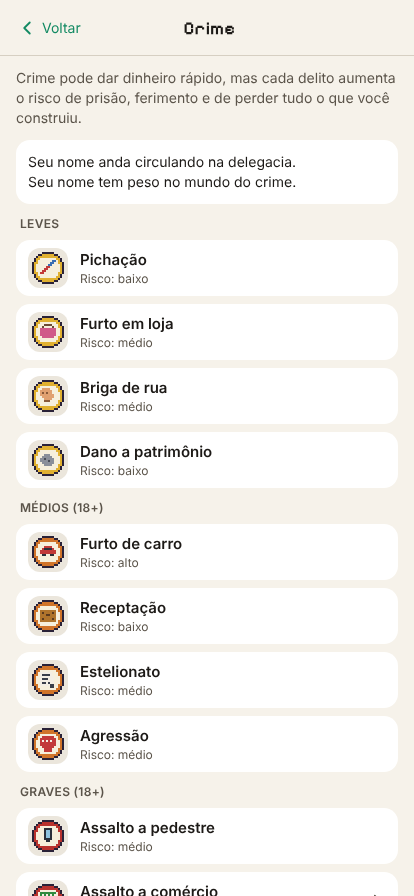 Voltar
Crime
Crime pode dar dinheiro rápido, mas cada delito aumenta
o risco de prisão, ferimento e de perder tudo o que você
construiu.
Seu nome anda circulando na delegacia.
Seu nome tem peso no mundo do crime.
LEVES
Pichação
Risco: baixo
Furto em loja
Risco: médio
Briga de rua
Risco: médio
Dano a patrimônio
Risco: baixo
MÉDIOS (18+)
Furto de carro
Risco: alto
Receptação
Risco: baixo
Estelionato
Risco: médio
Agressão
Risco: médio
GRAVES (18+)
Assalto a pedestre
Risco: médio
Assalto a comércio